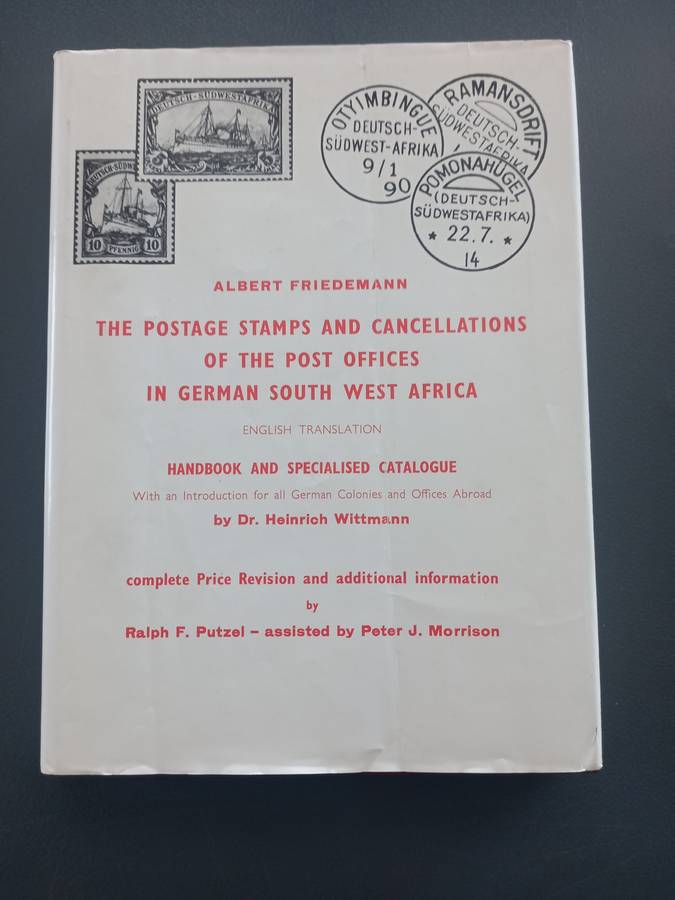 DEUTSCH-SÜDWESTAFRIKA
10 PFENNIG 10
OTYIMBINGUE
DEUTSCH-
SÜDWEST-AFRIKA
9/1
90
RAMANSDRIFT
DEUTSCH-
SÜDWESTAFRIKA
POMONAHÜGEL
(DEUTSCH-
SÜDWESTAFRIKA)
* 22.7. *
14
ALBERT FRIEDEMANN
THE POSTAGE STAMPS AND CANCELLATIONS
OF THE POST OFFICES
IN GERMAN SOUTH WEST AFRICA
ENGLISH TRANSLATION
HANDBOOK AND SPECIALISED CATALOGUE
With an Introduction for all German Colonies and Offices Abroad
by Dr. Heinrich Wittmann
complete Price Revision and additional information
by
Ralph F. Putzel – assisted by Peter J. Morrison